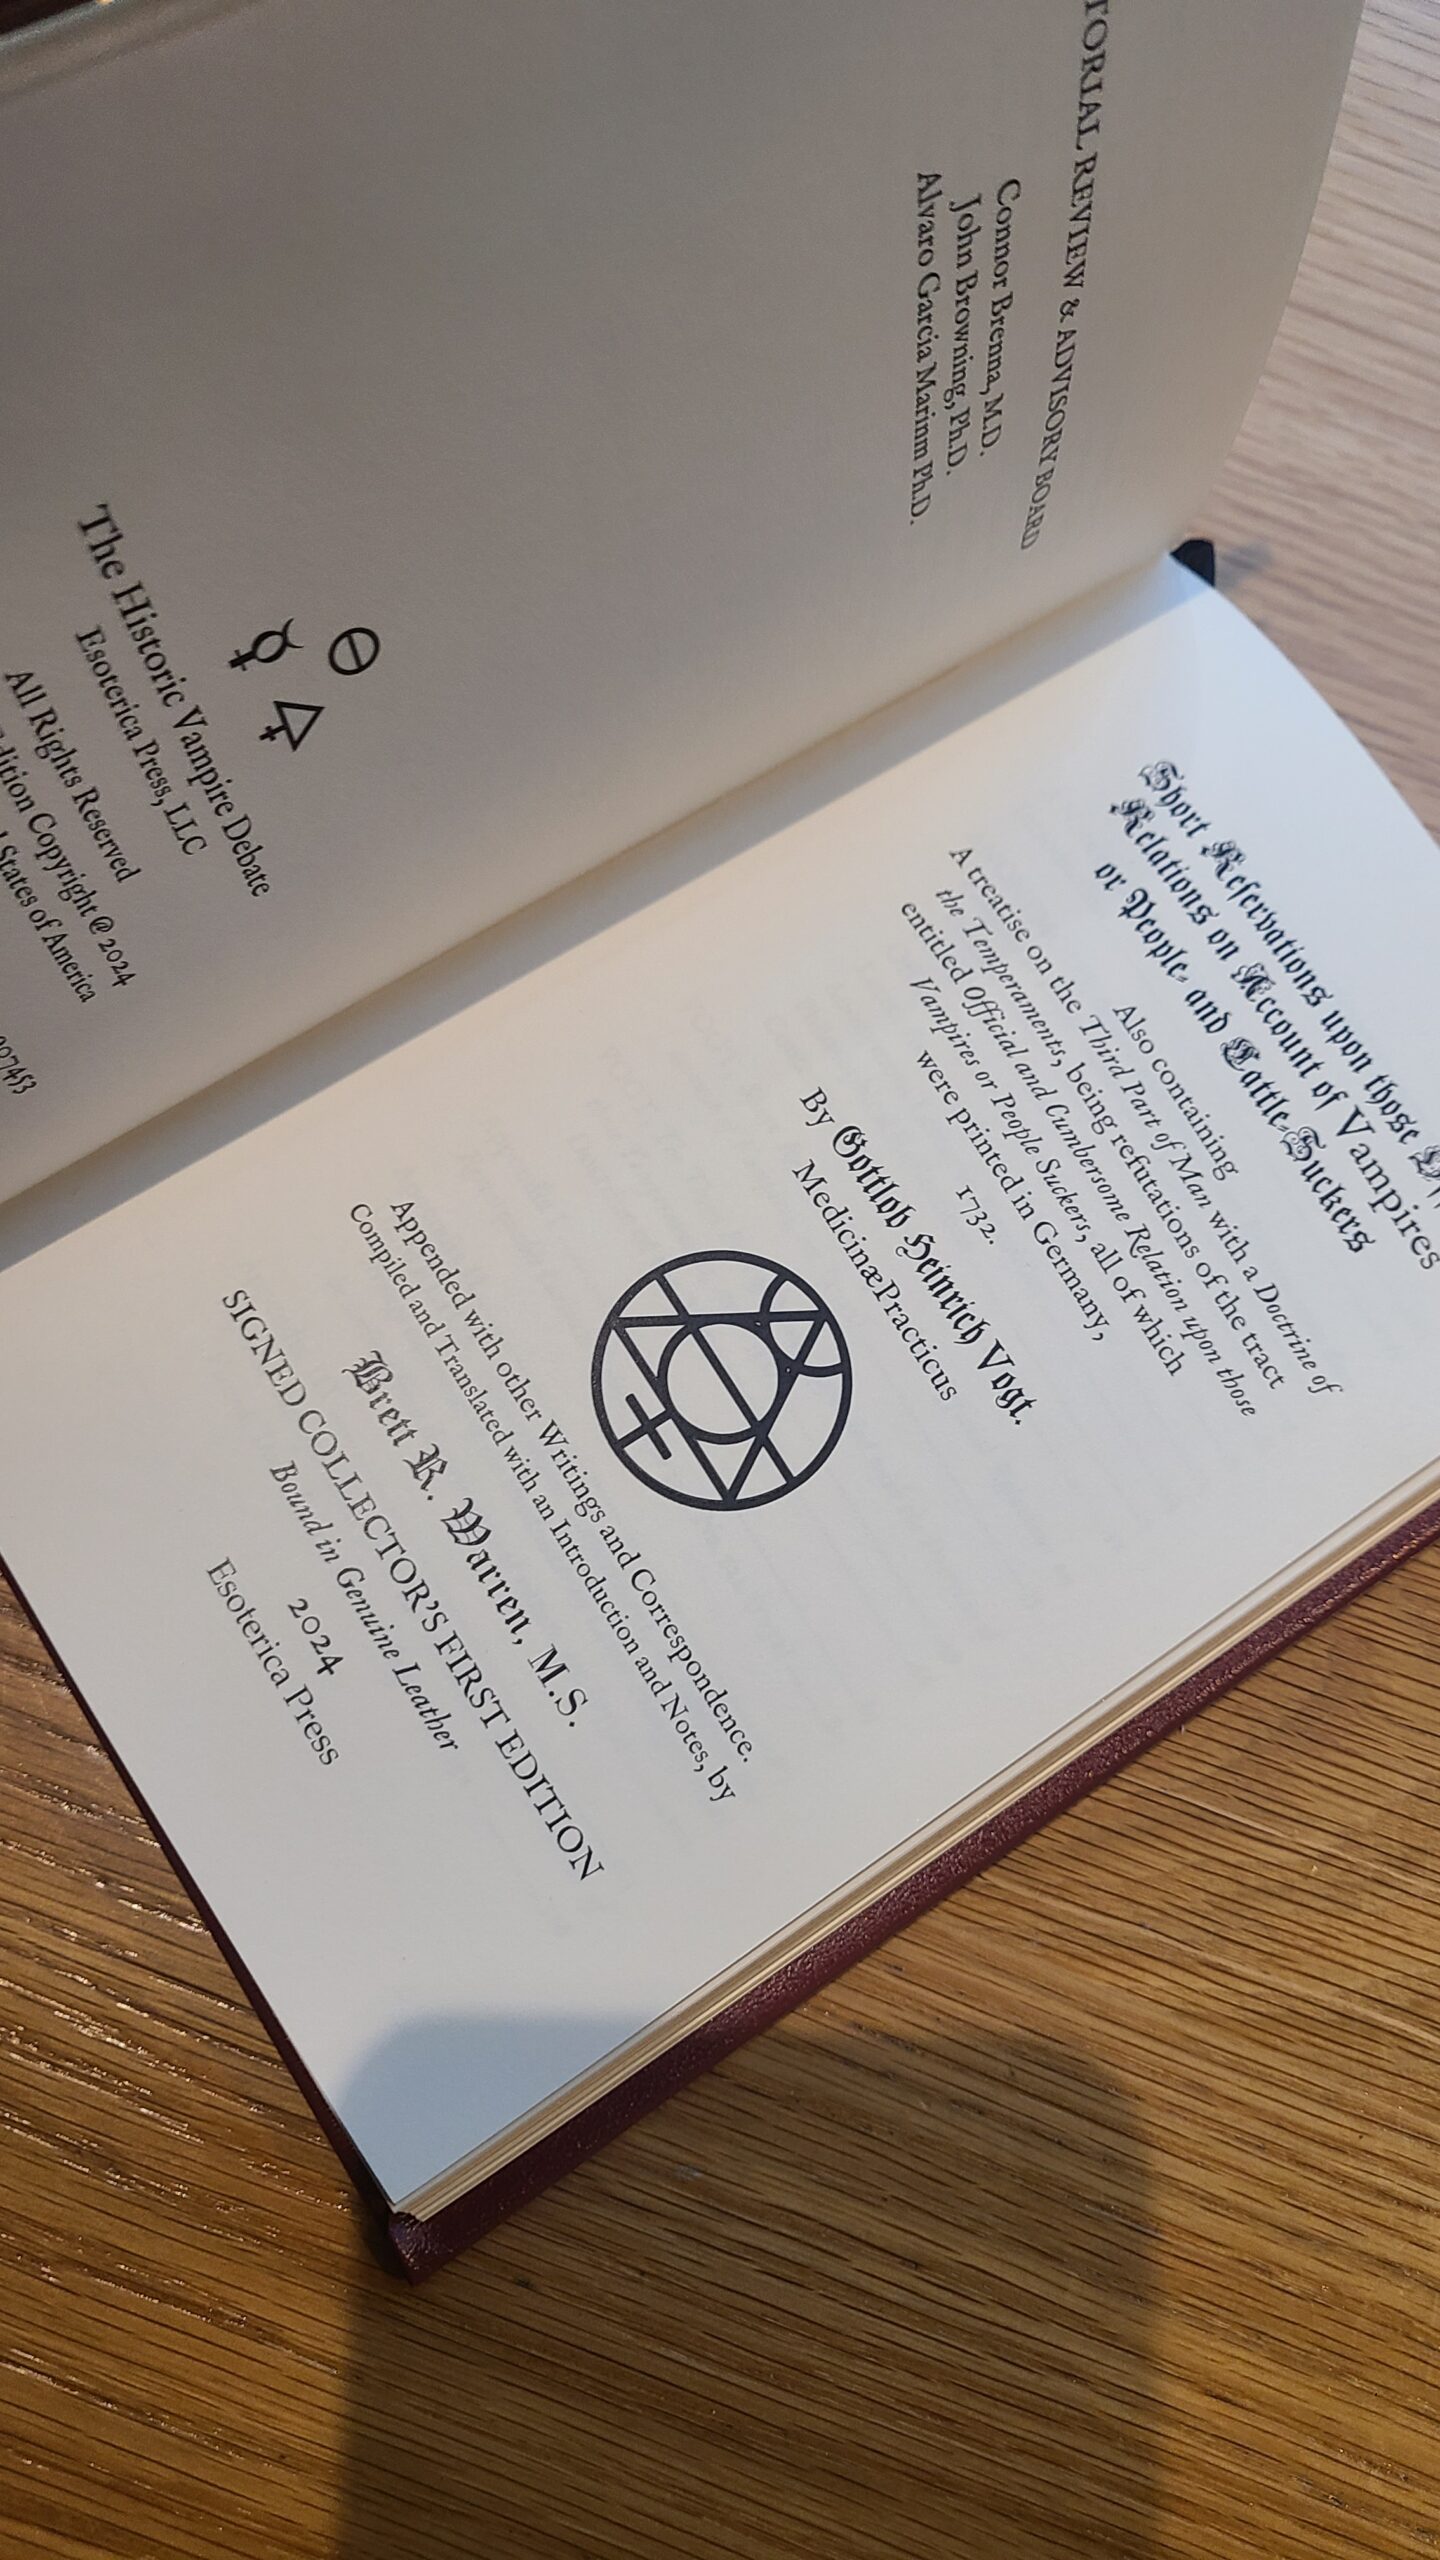 TORIAL REVIEW & ADVISORY BOARD
Connor Brenna, M.D.
John Browning, Ph.D.
Alvaro Garcia Marinm Ph.D.
The Historic Vampire Debate
Esoterica Press, LLC
All Rights Reserved
dition Copyright @ 2024
States of America
97453
Short Reservations upon those
Relations on Account of Vampires
or People- and Cattle-Suckers
Also containing
A treatise on the Third Part of Man with a Doctrine of
the Temperaments, being refutations of the tract
entitled Official and Cumbersome Relation upon those
Vampires or People Suckers, all of which
were printed in Germany,
1732.
By Gottlob Heinrich Vogt.
Medicinæ Practicus
Appended with other Writings and Correspondence.
Compiled and Translated with an Introduction and Notes, by
Brett R. Warren, M.S.
SIGNED COLLECTOR'S FIRST EDITION
Bound in Genuine Leather
2024
Esoterica Press